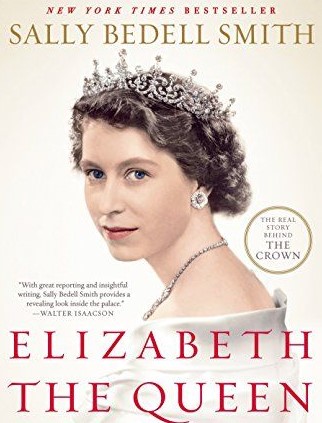 NEW YORK TIMES BESTSELLER
SALLY BEDELL SMITH
THE REAL
STORY
BEHIND
THE
CROWN
"With great reporting and insightful
writing, Sally Bedell Smith provides a
revealing look inside the palace."
—WALTER ISAACSON
ELIZABETH
THE QUEEN